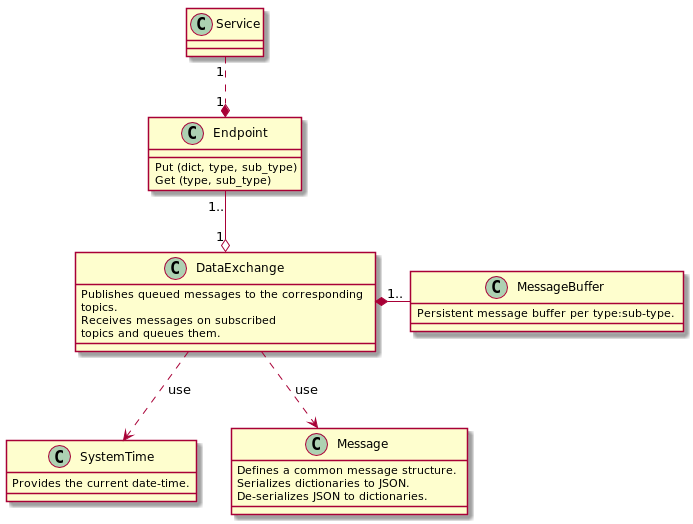 C Service
1
1
C Endpoint
Put (dict, type, sub_type)
Get (type, sub_type)
1..
1
C DataExchange
Publishes queued messages to the corresponding
topics.
Receives messages on subscribed
topics and queues them.
1..
C MessageBuffer
Persistent message buffer per type:sub-type.
use
use
C SystemTime
Provides the current date-time.
C Message
Defines a common message structure.
Serializes dictionaries to JSON.
De-serializes JSON to dictionaries.